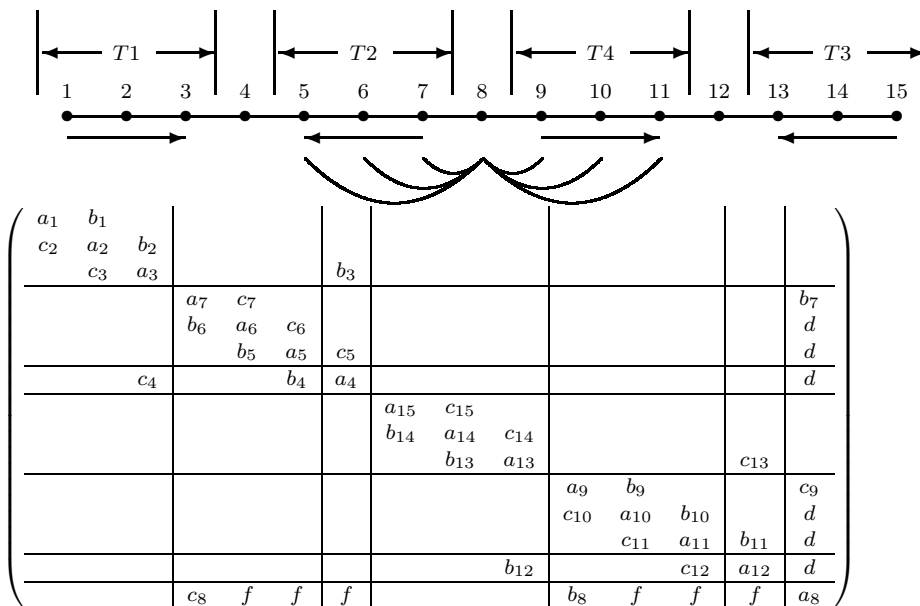 T1 T2 T4 T3
1 2 3 4 5 6 7 8 9 10 11 12 13 14 15
a₁ b₁
c₂ a₂ b₂
c₃ a₃ b₃
a₇ c₇ b₇
b₆ a₆ c₆ d
b₅ a₅ c₅ d
c₄ b₄ a₄ d
a₁₅ c₁₅
b₁₄ a₁₄ c₁₄
b₁₃ a₁₃ c₁₃
a₉ b₉ c₉
c₁₀ a₁₀ b₁₀ d
c₁₁ a₁₁ b₁₁ d
b₁₂ c₁₂ a₁₂ d
c₈ f f f b₈ f f f a₈